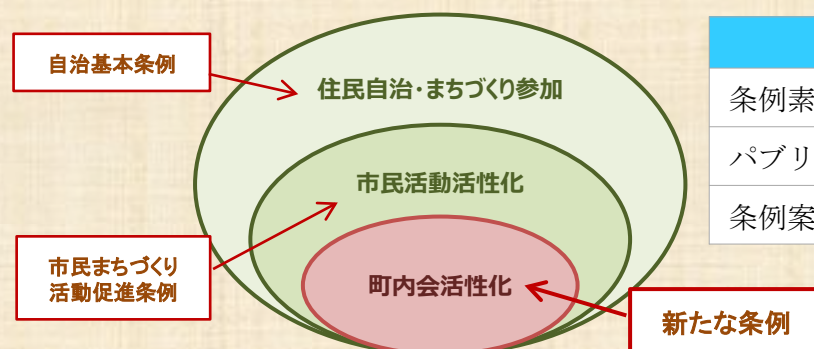 自治基本条例
住民自治・まちづくり参加
市民活動活性化
市民まちづくり
活動促進条例
町内会活性化
新たな条例
条例素
パブリ
条例案